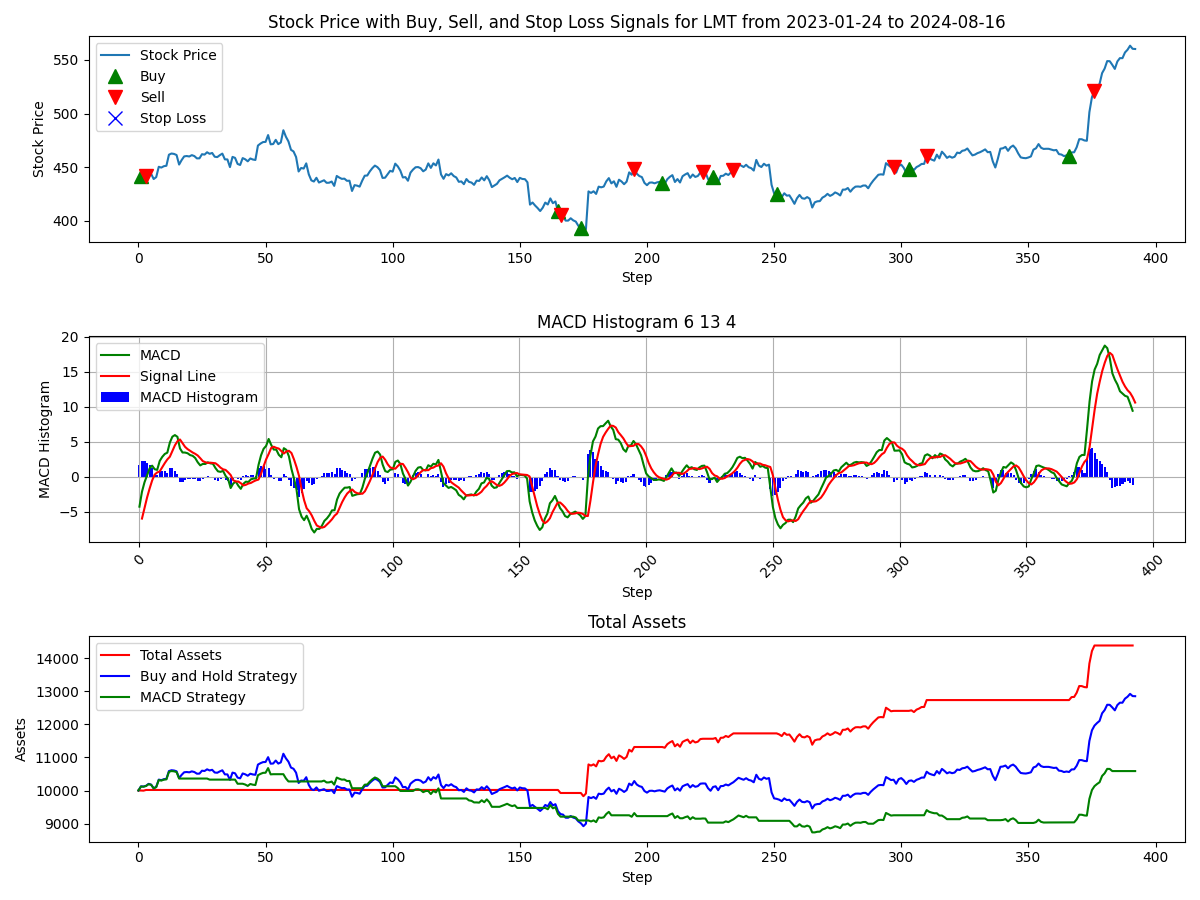 Stock Price with Buy, Sell, and Stop Loss Signals for LMT from 2023-01-24 to 2024-08-16
Stock Price
550
500
450
400
Stock Price
Buy
Sell
Stop Loss
0 50 100 150 200 250 300 350 400
Step
MACD Histogram 6 13 4
MACD Histogram
20
15
10
5
0
−5
MACD
Signal Line
MACD Histogram
0 50 100 150 200 250 300 350 400
Step
Total Assets
Assets
14000
13000
12000
11000
10000
9000
Total Assets
Buy and Hold Strategy
MACD Strategy
0 50 100 150 200 250 300 350 400
Step